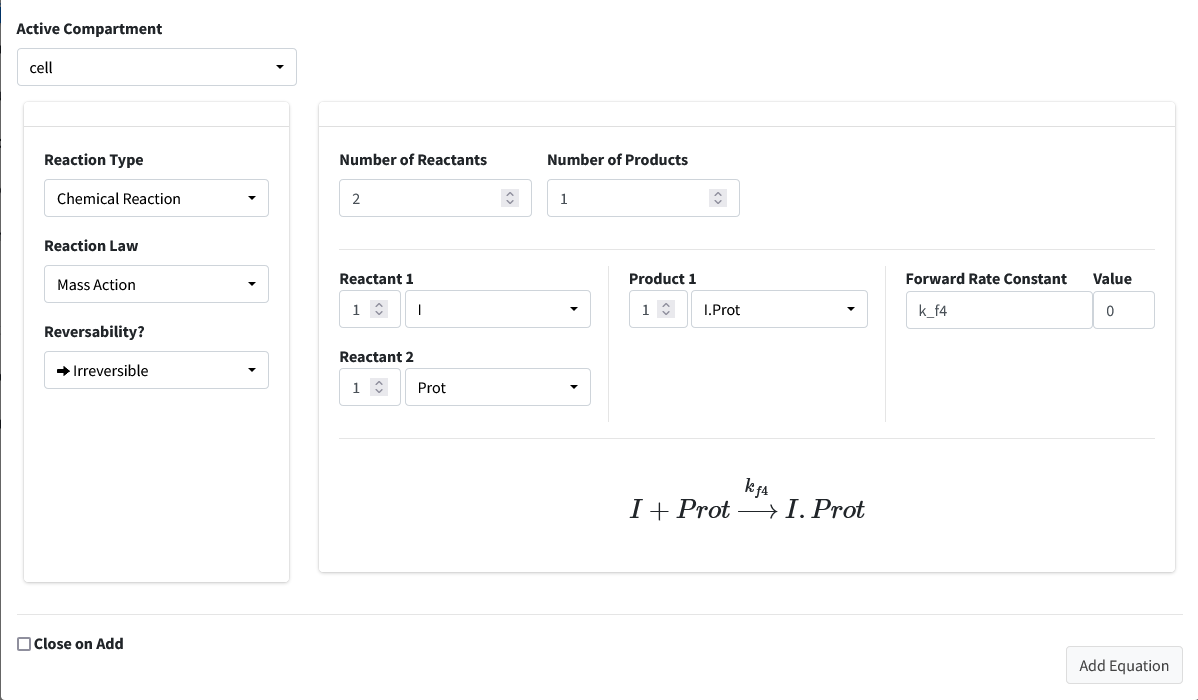 Active Compartment
cell
Reaction Type
Chemical Reaction
Reaction Law
Mass Action
Reversability?
Irreversible
Number of Reactants Number of Products
2 1
Reactant 1 Product 1 Forward Rate Constant Value
1 I 1 I.Prot k_f4 0
Reactant 2
1 Prot
k_{f4}
I + Prot ⟶ I. Prot
Close on Add
Add Equation